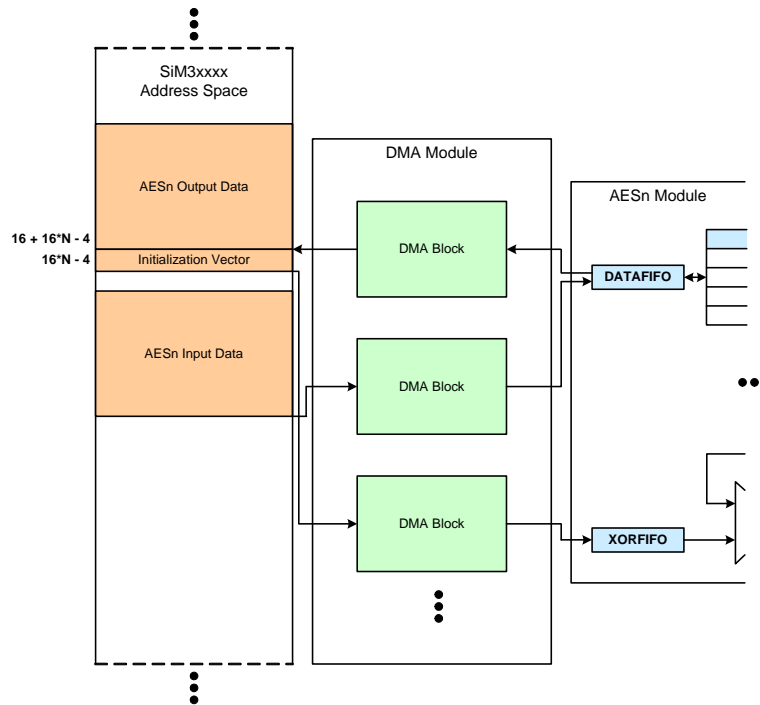 SiM3xxxx
Address Space
AESn Output Data
16 + 16*N - 4
16*N - 4
Initialization Vector
AESn Input Data
DMA Module
DMA Block
DMA Block
DMA Block
AESn Module
DATAFIFO
XORFIFO